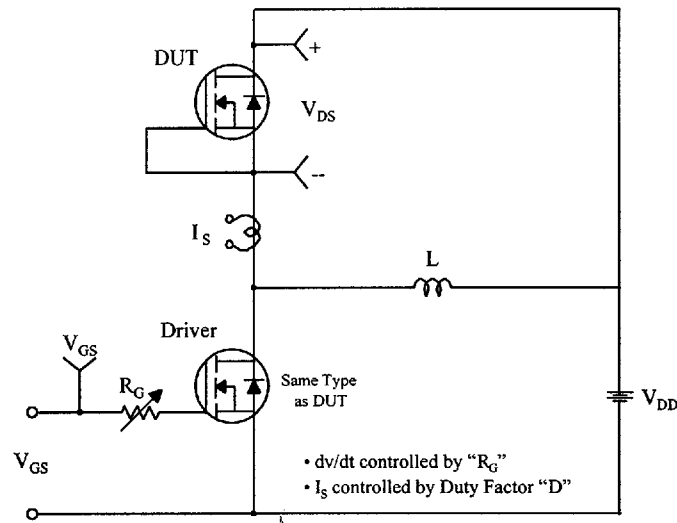 DUT
+
V_DS
--
I_S
L
Driver
V_GS
R_G
Same Type
as DUT
V_DD
V_GS
• dv/dt controlled by “R_G”
• I_S controlled by Duty Factor “D”